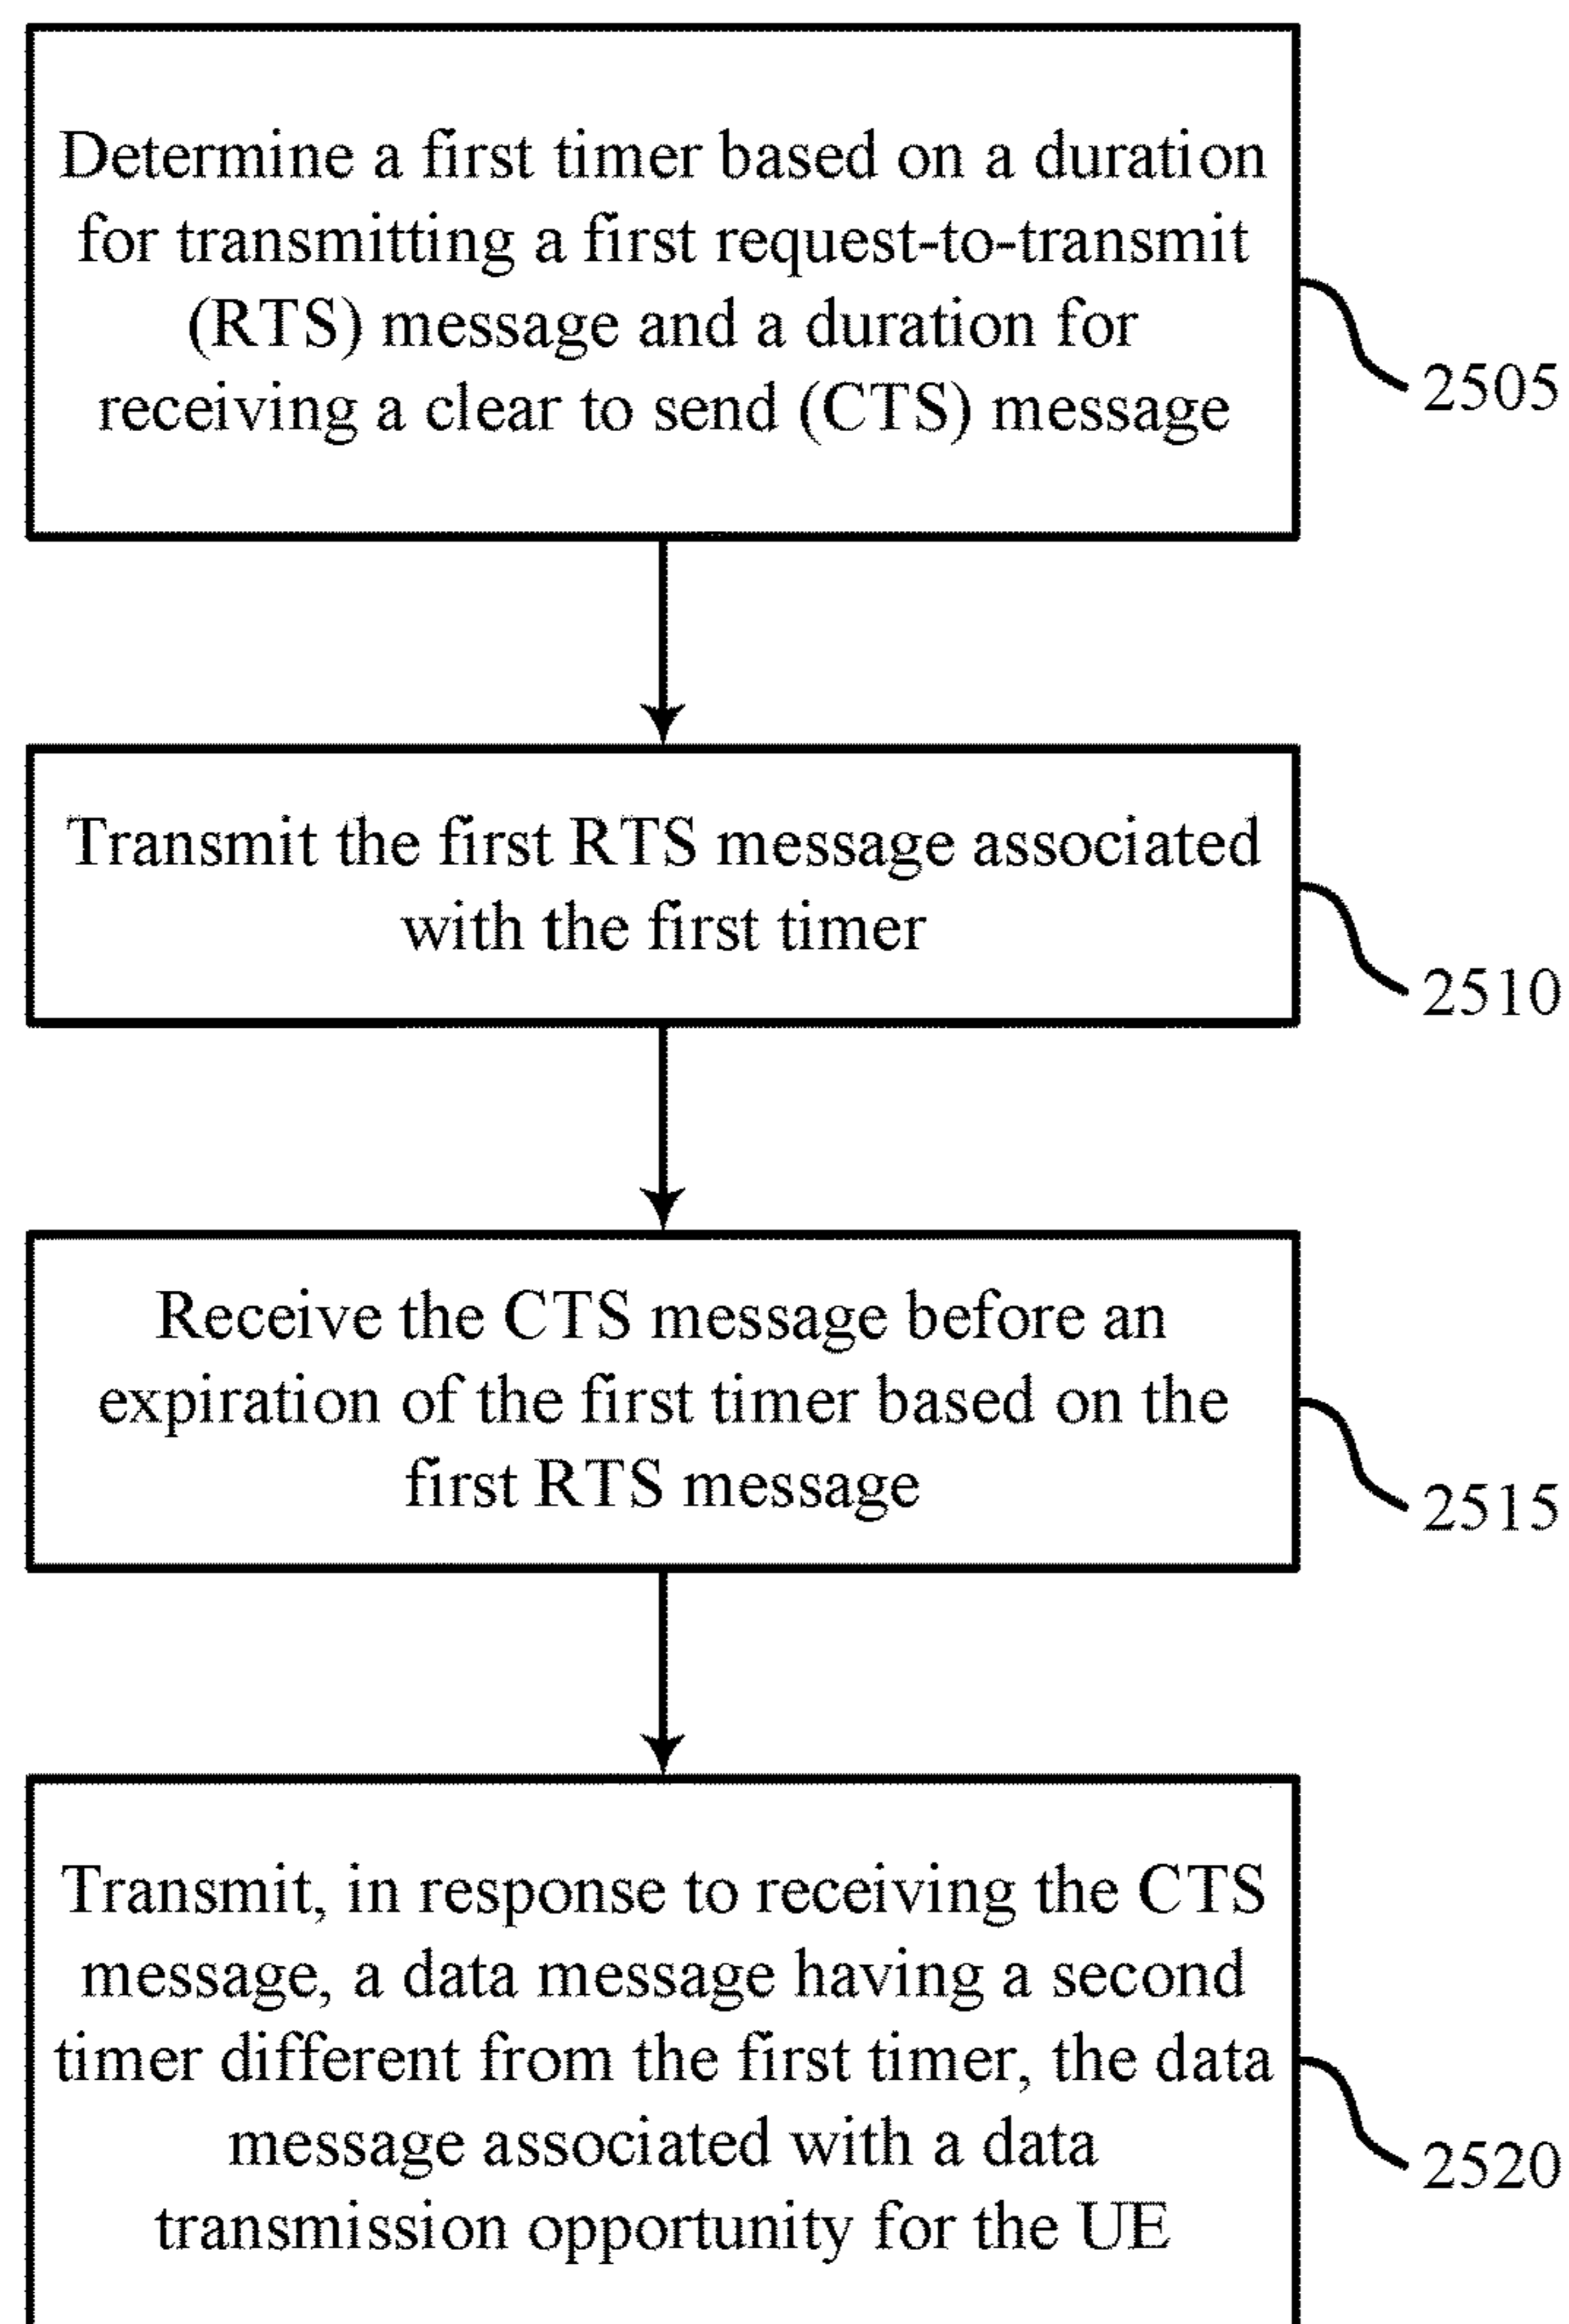 Determine a first timer based on a duration
for transmitting a first request-to-transmit
(RTS) message and a duration for
receiving a clear to send (CTS) message
2505
Transmit the first RTS message associated
with the first timer
2510
Receive the CTS message before an
expiration of the first timer based on the
first RTS message
2515
Transmit, in response to receiving the CTS
message, a data message having a second
timer different from the first timer, the data
message associated with a data
transmission opportunity for the UE
2520